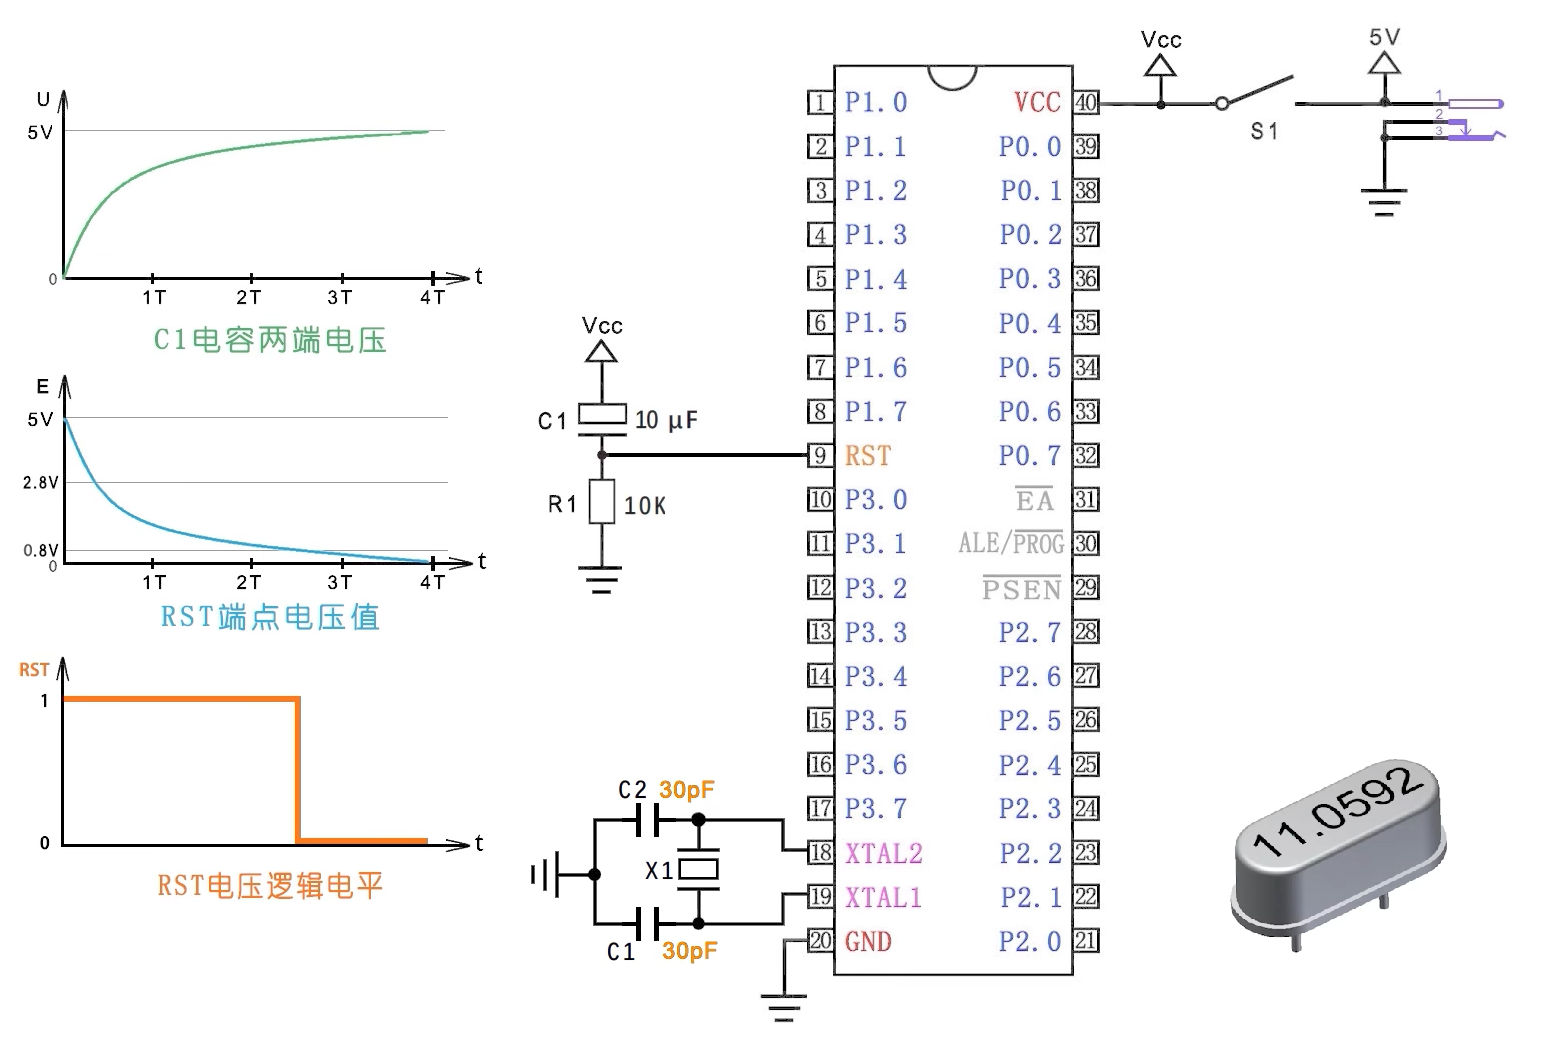 U
5V
0
1T 2T 3T 4T t
C1电容两端电压
E
5V
2.8V
0.8V
0
1T 2T 3T 4T t
RST端点电压值
RST
1
0
t
RST电压逻辑电平
Vcc
C1 10 μF
R1 10K
C2 30pF
X1
C1 30pF
1 P1.0 VCC 40
2 P1.1 P0.0 39
3 P1.2 P0.1 38
4 P1.3 P0.2 37
5 P1.4 P0.3 36
6 P1.5 P0.4 35
7 P1.6 P0.5 34
8 P1.7 P0.6 33
9 RST P0.7 32
10 P3.0 EA 31
11 P3.1 ALE/PROG 30
12 P3.2 PSEN 29
13 P3.3 P2.7 28
14 P3.4 P2.6 27
15 P3.5 P2.5 26
16 P3.6 P2.4 25
17 P3.7 P2.3 24
18 XTAL2 P2.2 23
19 XTAL1 P2.1 22
20 GND P2.0 21
Vcc
S1
5V
1
2
3
11.0592